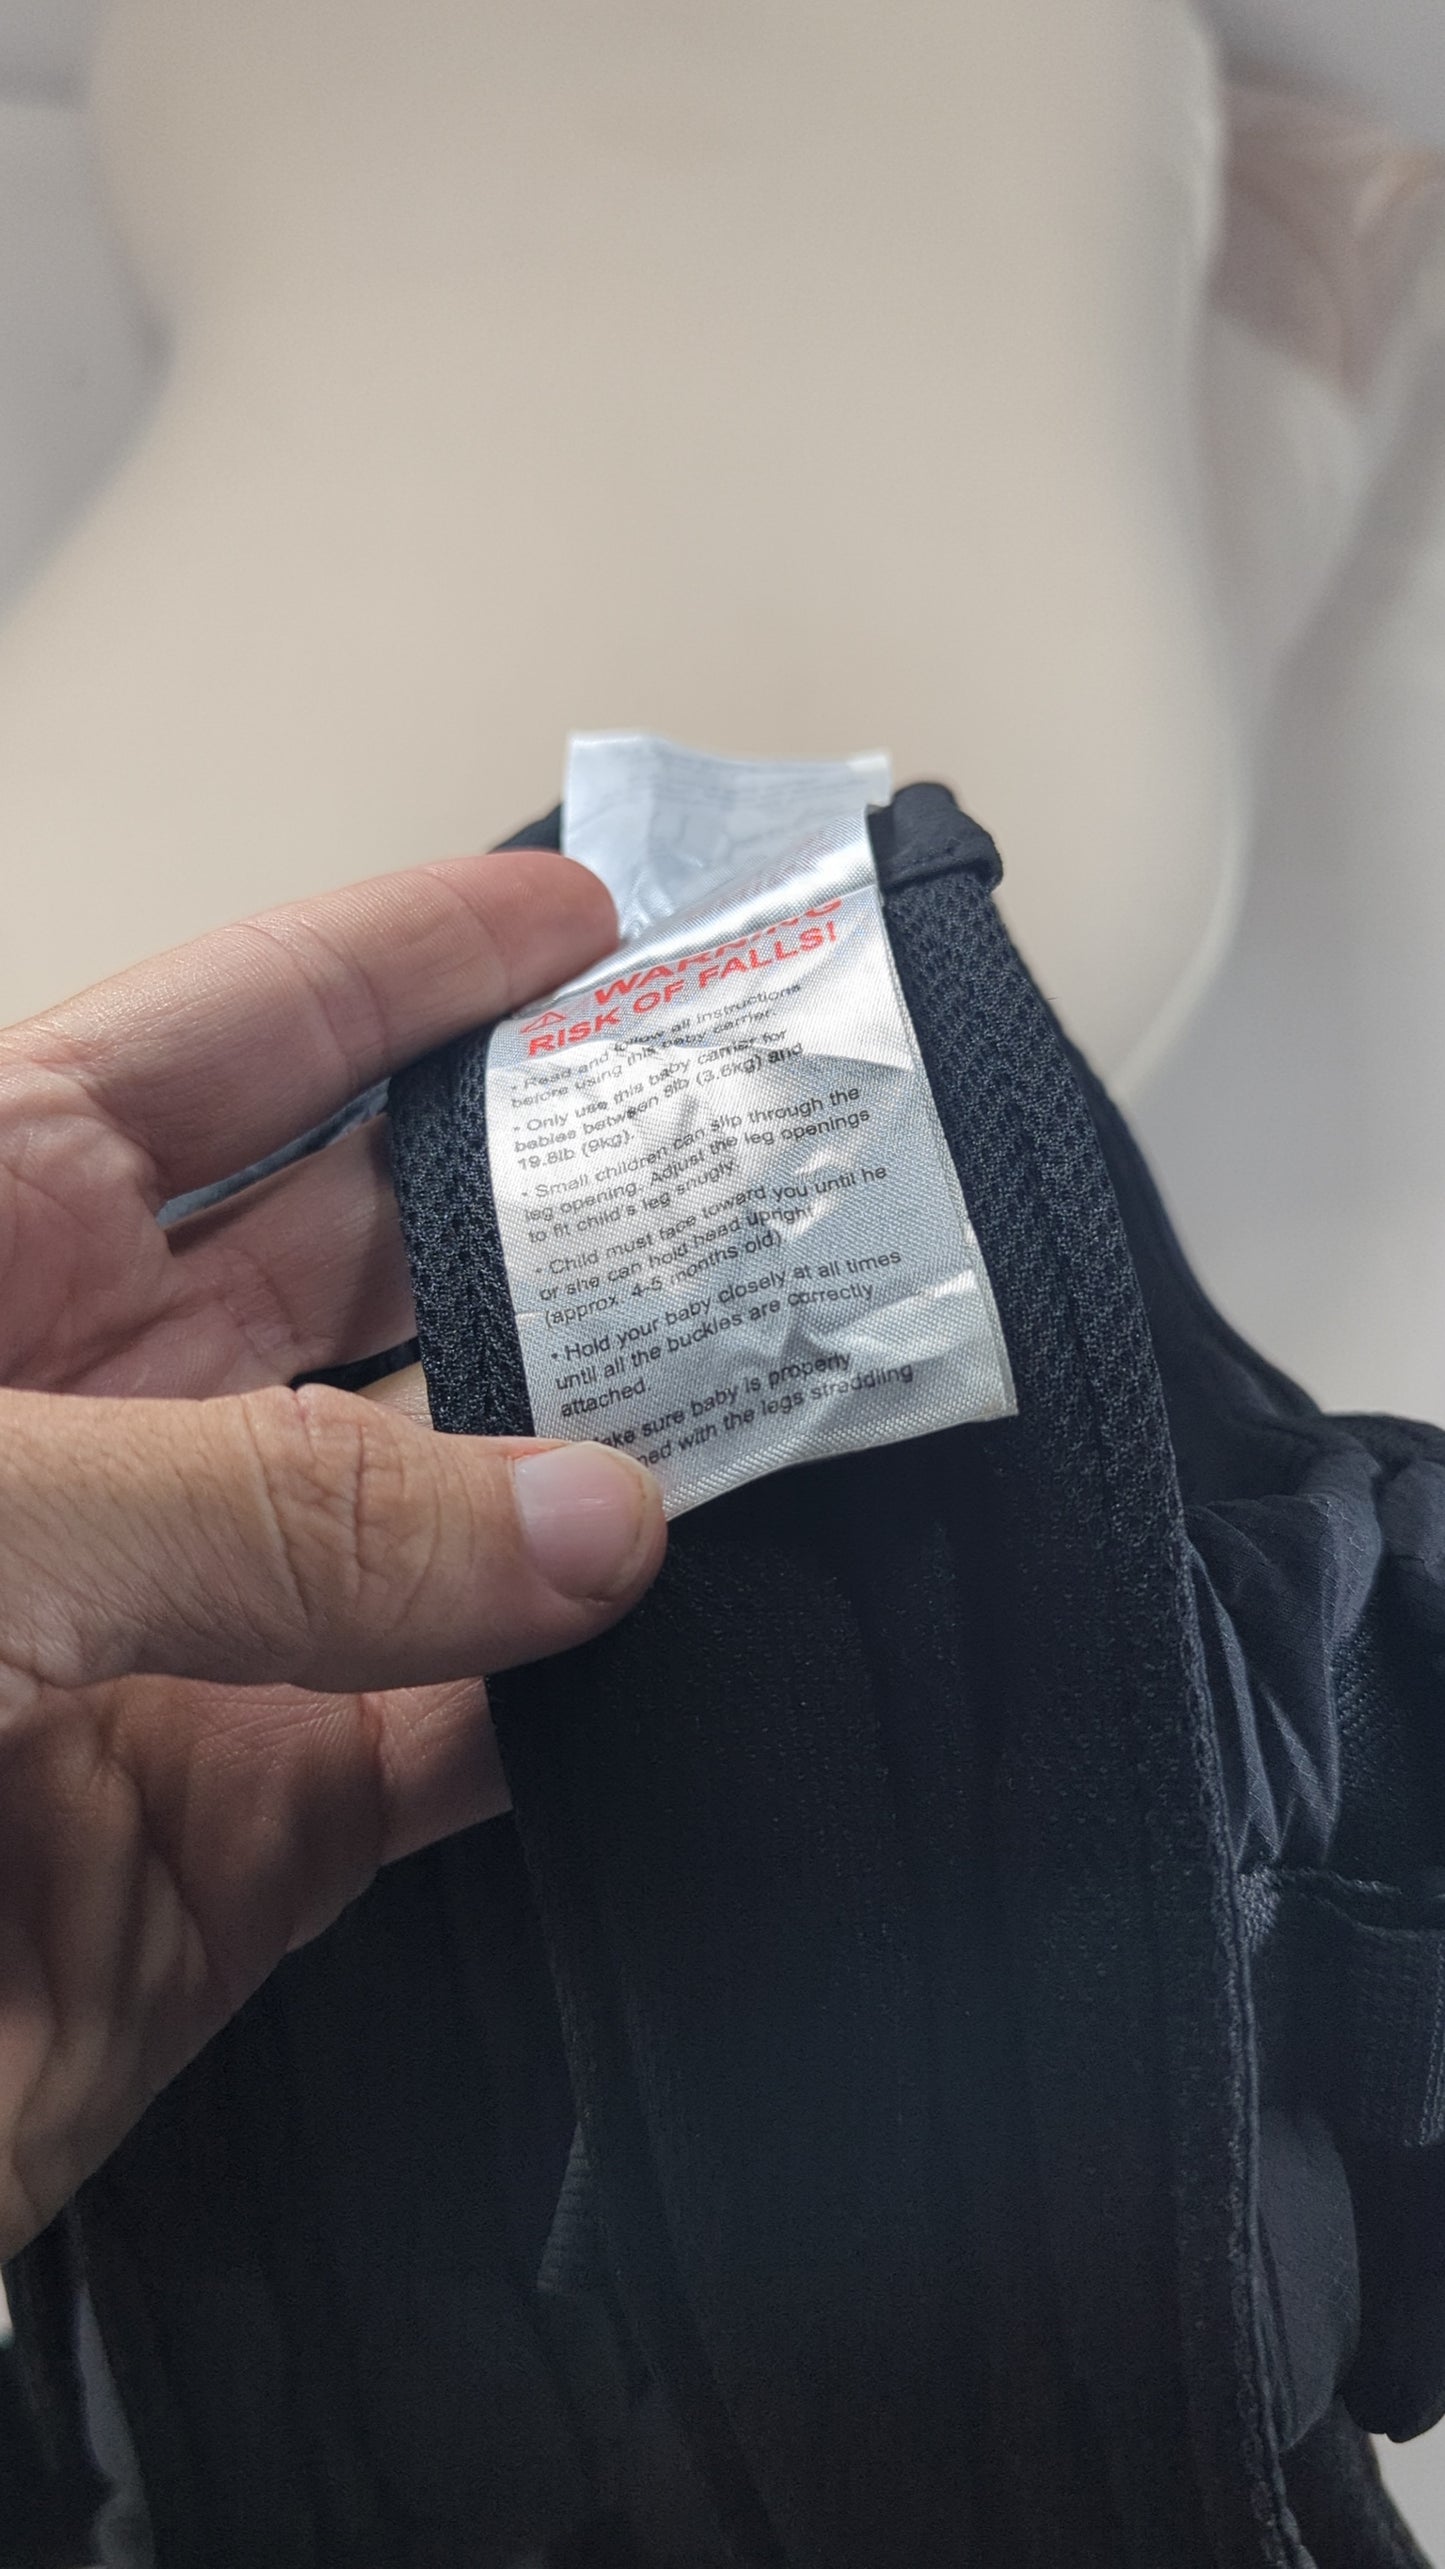 ⚠ WARNING
RISK OF FALLS!
• Read and follow all instructions
before using this baby carrier.
• Only use this baby carrier for
babies between 8lb (3.6kg) and
19.8lb (9kg).
• Small children can slip through the
leg opening. Adjust the leg openings
to fit child's leg snugly.
• Child must face toward you until he
or she can hold head upright
(approx. 4-5 months old)
• Hold your baby closely at all times
until all the buckles are correctly
attached.
sure baby is properly
with the legs straddling